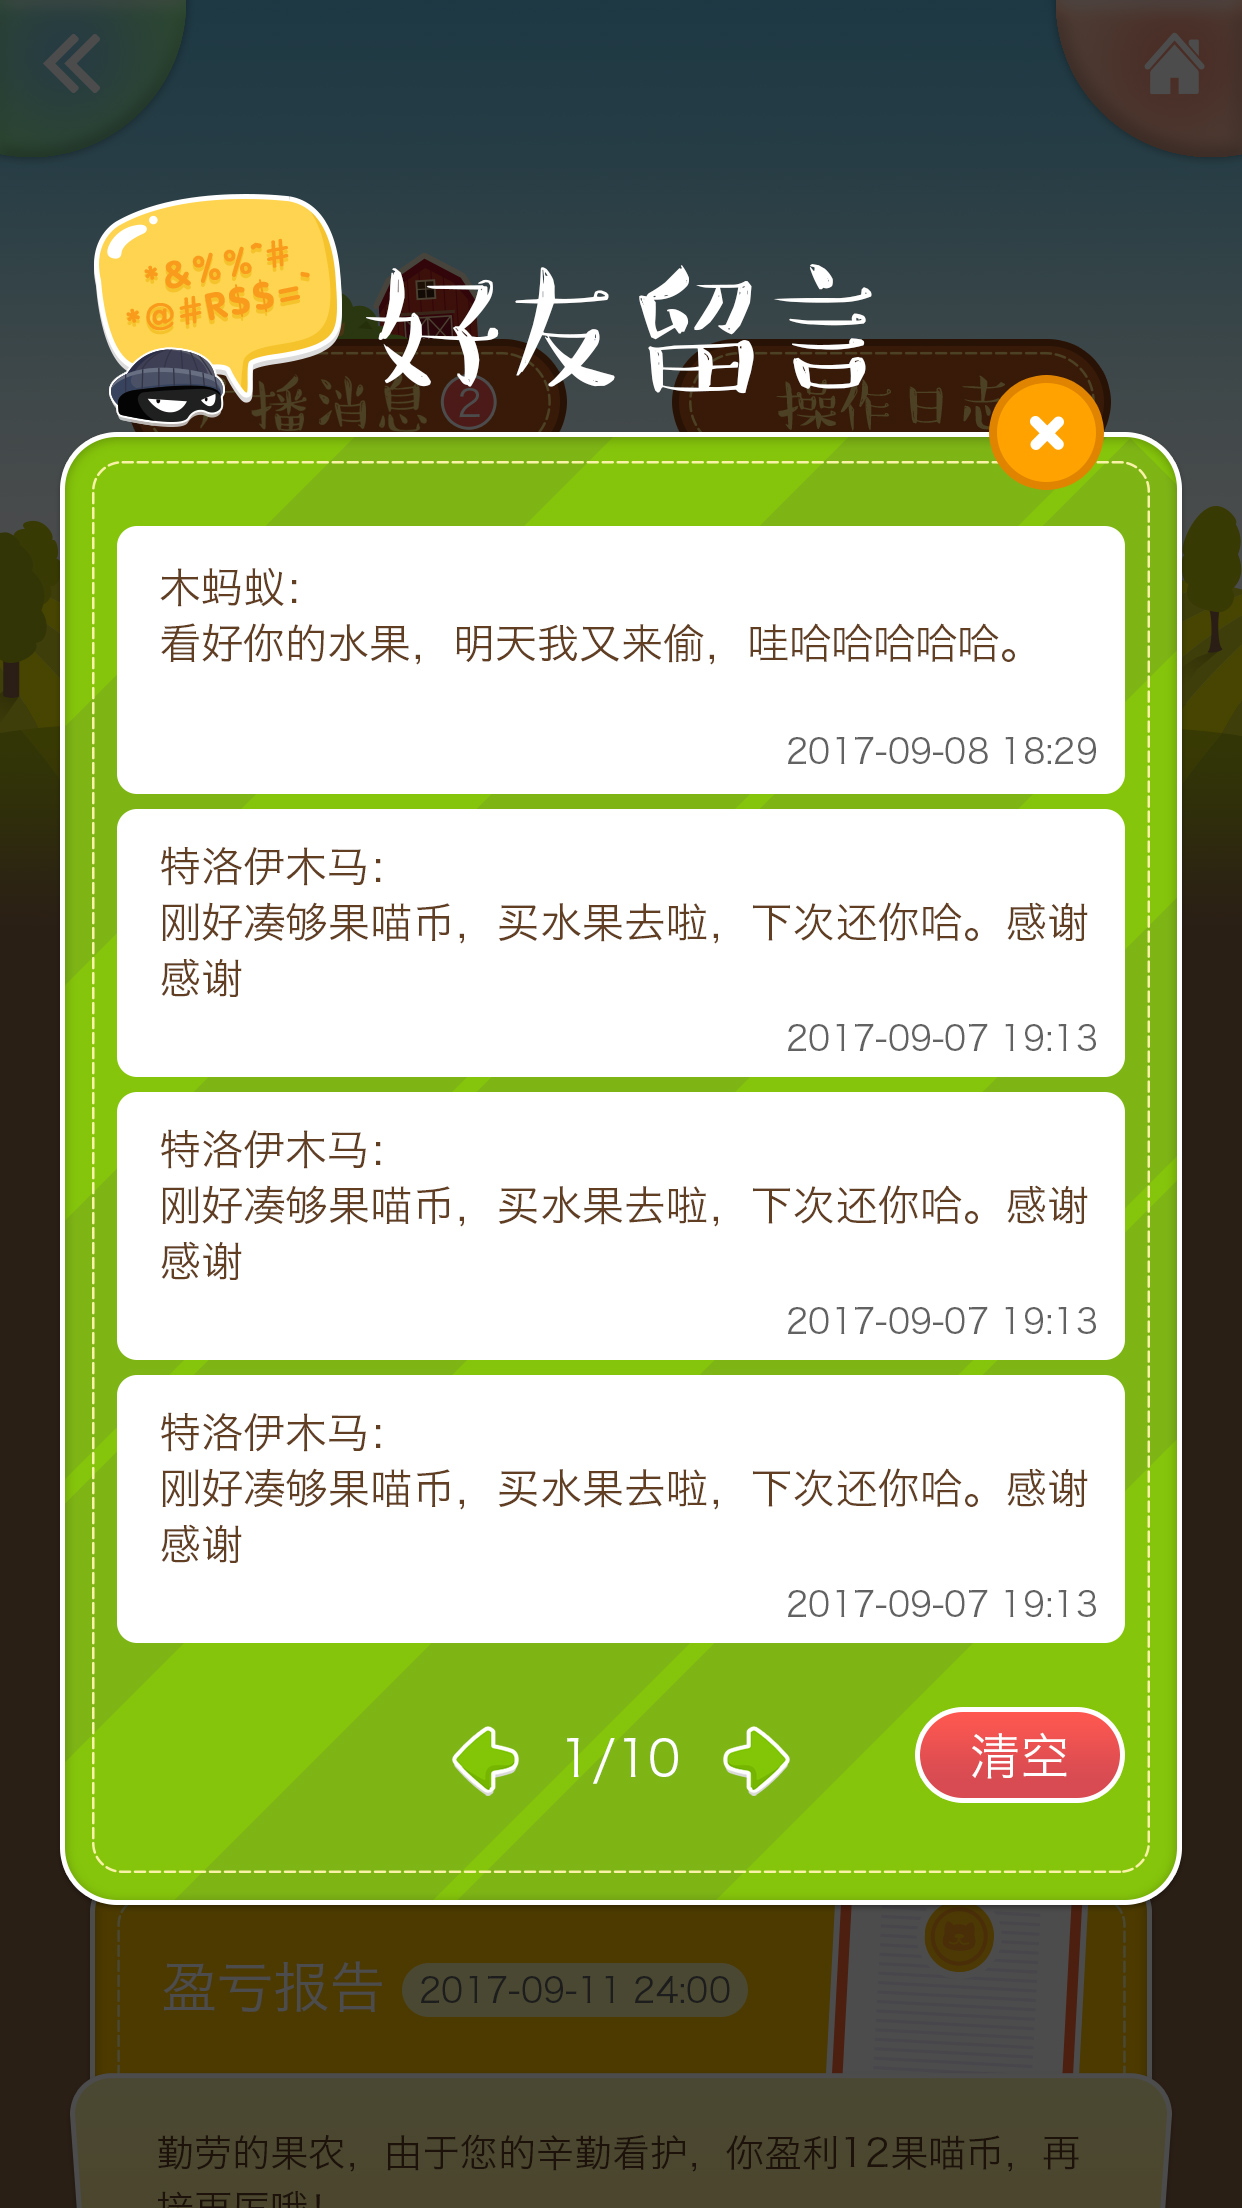 *&%%ˆ#
*@#R$$=-
好友留言
播消息 2
操作日志
木蚂蚁：
看好你的水果，明天我又来偷，哇哈哈哈哈哈。
2017-09-08 18:29
特洛伊木马：
刚好凑够果喵币，买水果去啦，下次还你哈。感谢
感谢
2017-09-07 19:13
特洛伊木马：
刚好凑够果喵币，买水果去啦，下次还你哈。感谢
感谢
2017-09-07 19:13
特洛伊木马：
刚好凑够果喵币，买水果去啦，下次还你哈。感谢
感谢
2017-09-07 19:13
1/10
清空
盈亏报告 2017-09-11 24:00
勤劳的果农，由于您的辛勤看护，你盈利12果喵币，再
接再厉哦！